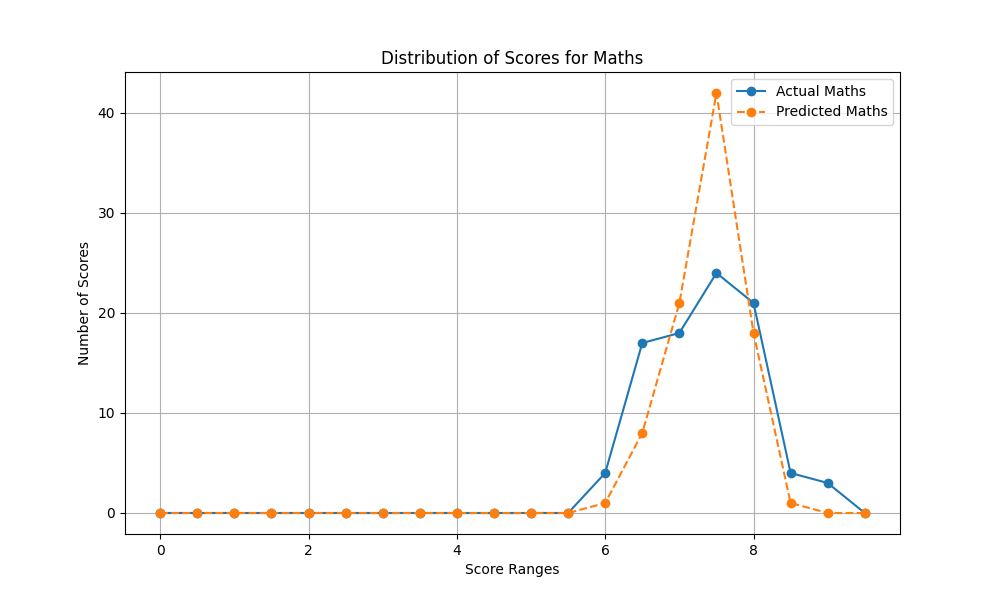 Distribution of Scores for Maths
Actual Maths
Predicted Maths
Number of Scores
40
30
20
10
0
0 2 4 6 8
Score Ranges